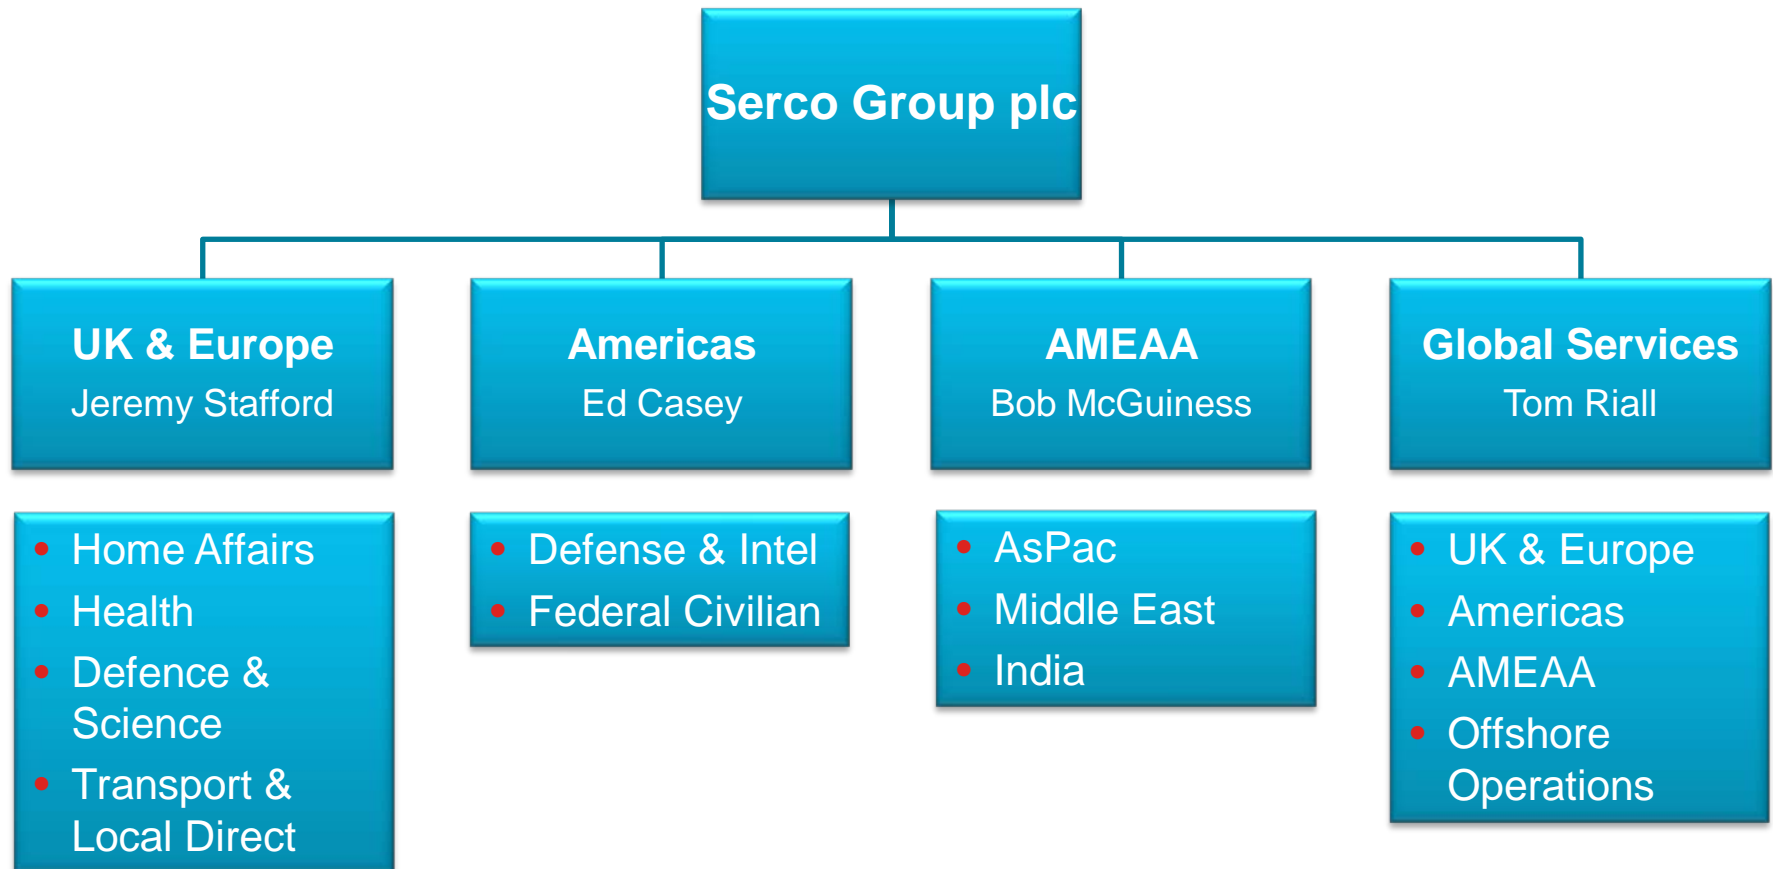 Serco Group plc
UK & Europe
Jeremy Stafford
Americas
Ed Casey
AMEAA
Bob McGuiness
Global Services
Tom Riall
• Home Affairs
• Health
• Defence &
Science
• Transport &
Local Direct
• Defense & Intel
• Federal Civilian
• AsPac
• Middle East
• India
• UK & Europe
• Americas
• AMEAA
• Offshore
Operations